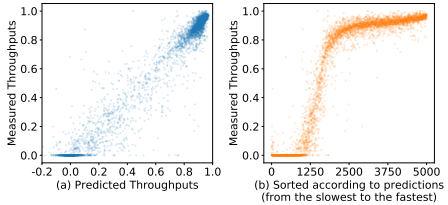 Measured Throughputs
1.0
0.8
0.6
0.4
0.2
0.0
-0.2 0.0 0.2 0.4 0.6 0.8 1.0
(a) Predicted Throughputs
Measured Throughputs
1.0
0.8
0.6
0.4
0.2
0.0
0 1250 2500 3750 5000
(b) Sorted according to predictions
(from the slowest to the fastest)